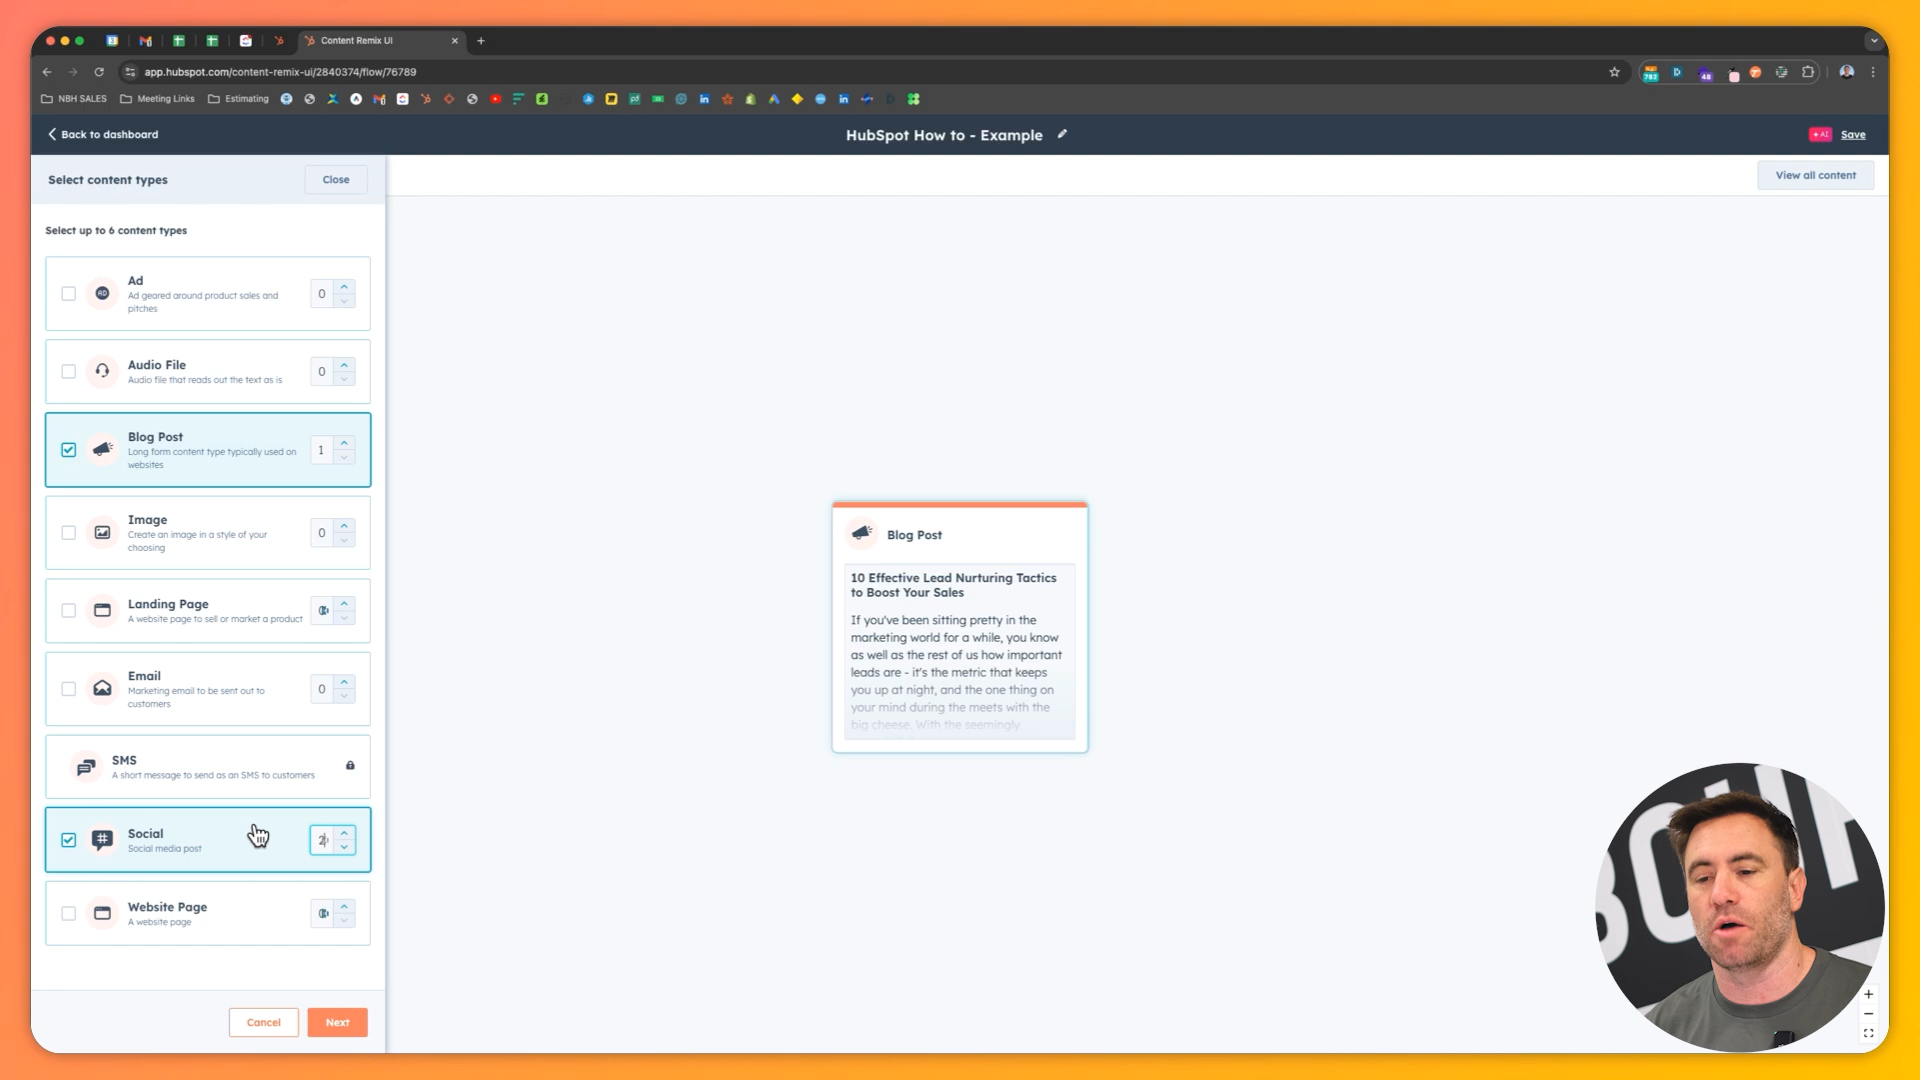 Content Remix UI
app.hubspot.com/content-remix-ui/2840374/flow/76789
NBH SALES
Meeting Links
Estimating
Back to dashboard
HubSpot How to - Example
AI
Save
Select content types
Close
View all content
Select up to 6 content types
Ad
Ad geared around product sales and
pitches
0
Audio File
Audio file that reads out the text as is
0
Blog Post
Long form content type typically used on
websites
1
Image
Create an image in a style of your
choosing
0
Landing Page
A website page to sell or market a product
Email
Marketing email to be sent out to
customers
0
SMS
A short message to send as an SMS to customers
Social
Social media post
2
Website Page
A website page
Cancel
Next
Blog Post
10 Effective Lead Nurturing Tactics
to Boost Your Sales
If you've been sitting pretty in the
marketing world for a while, you know
as well as the rest of us how important
leads are - it's the metric that keeps
you up at night, and the one thing on
your mind during the meets with the
big cheese. With the seemingly